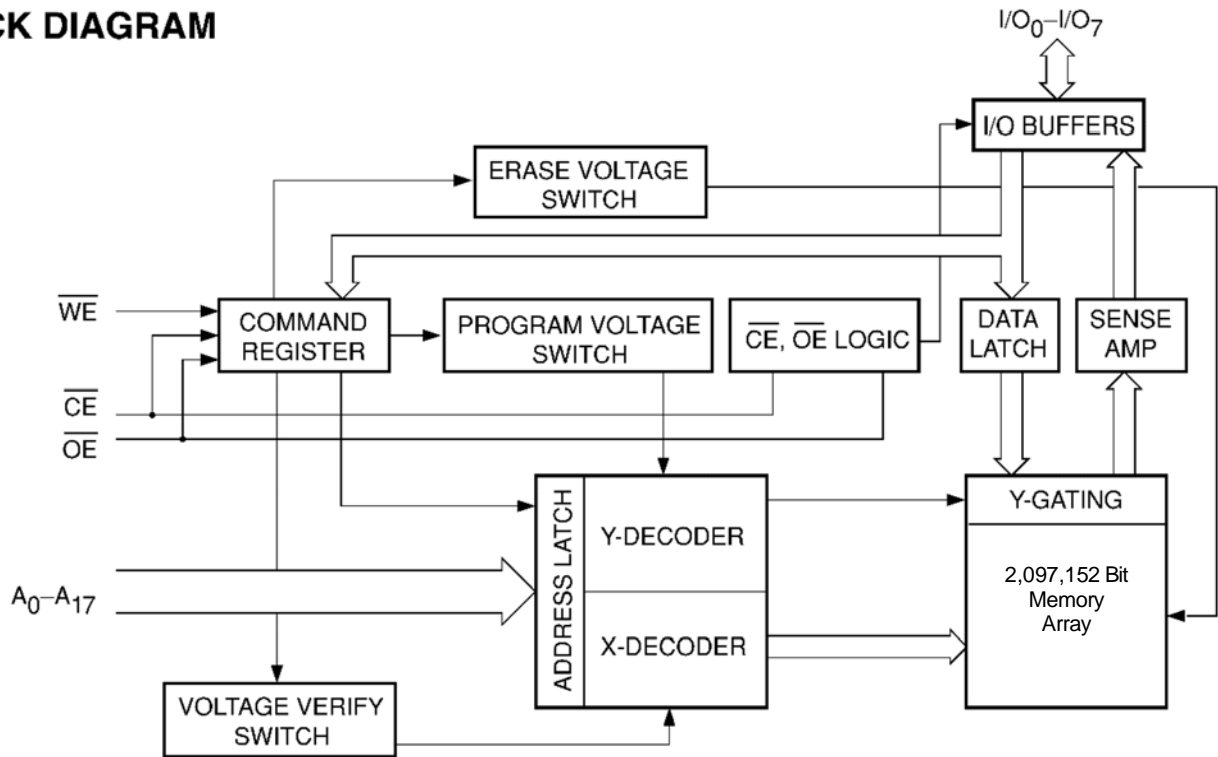 CK DIAGRAM
I/O0–I/O7
I/O BUFFERS
ERASE VOLTAGE
SWITCH
WE
COMMAND
REGISTER
PROGRAM VOLTAGE
SWITCH
CE, OE LOGIC
DATA
LATCH
SENSE
AMP
CE
OE
ADDRESS LATCH
Y-DECODER
X-DECODER
Y-GATING
2,097,152 Bit
Memory
Array
A0–A17
VOLTAGE VERIFY
SWITCH